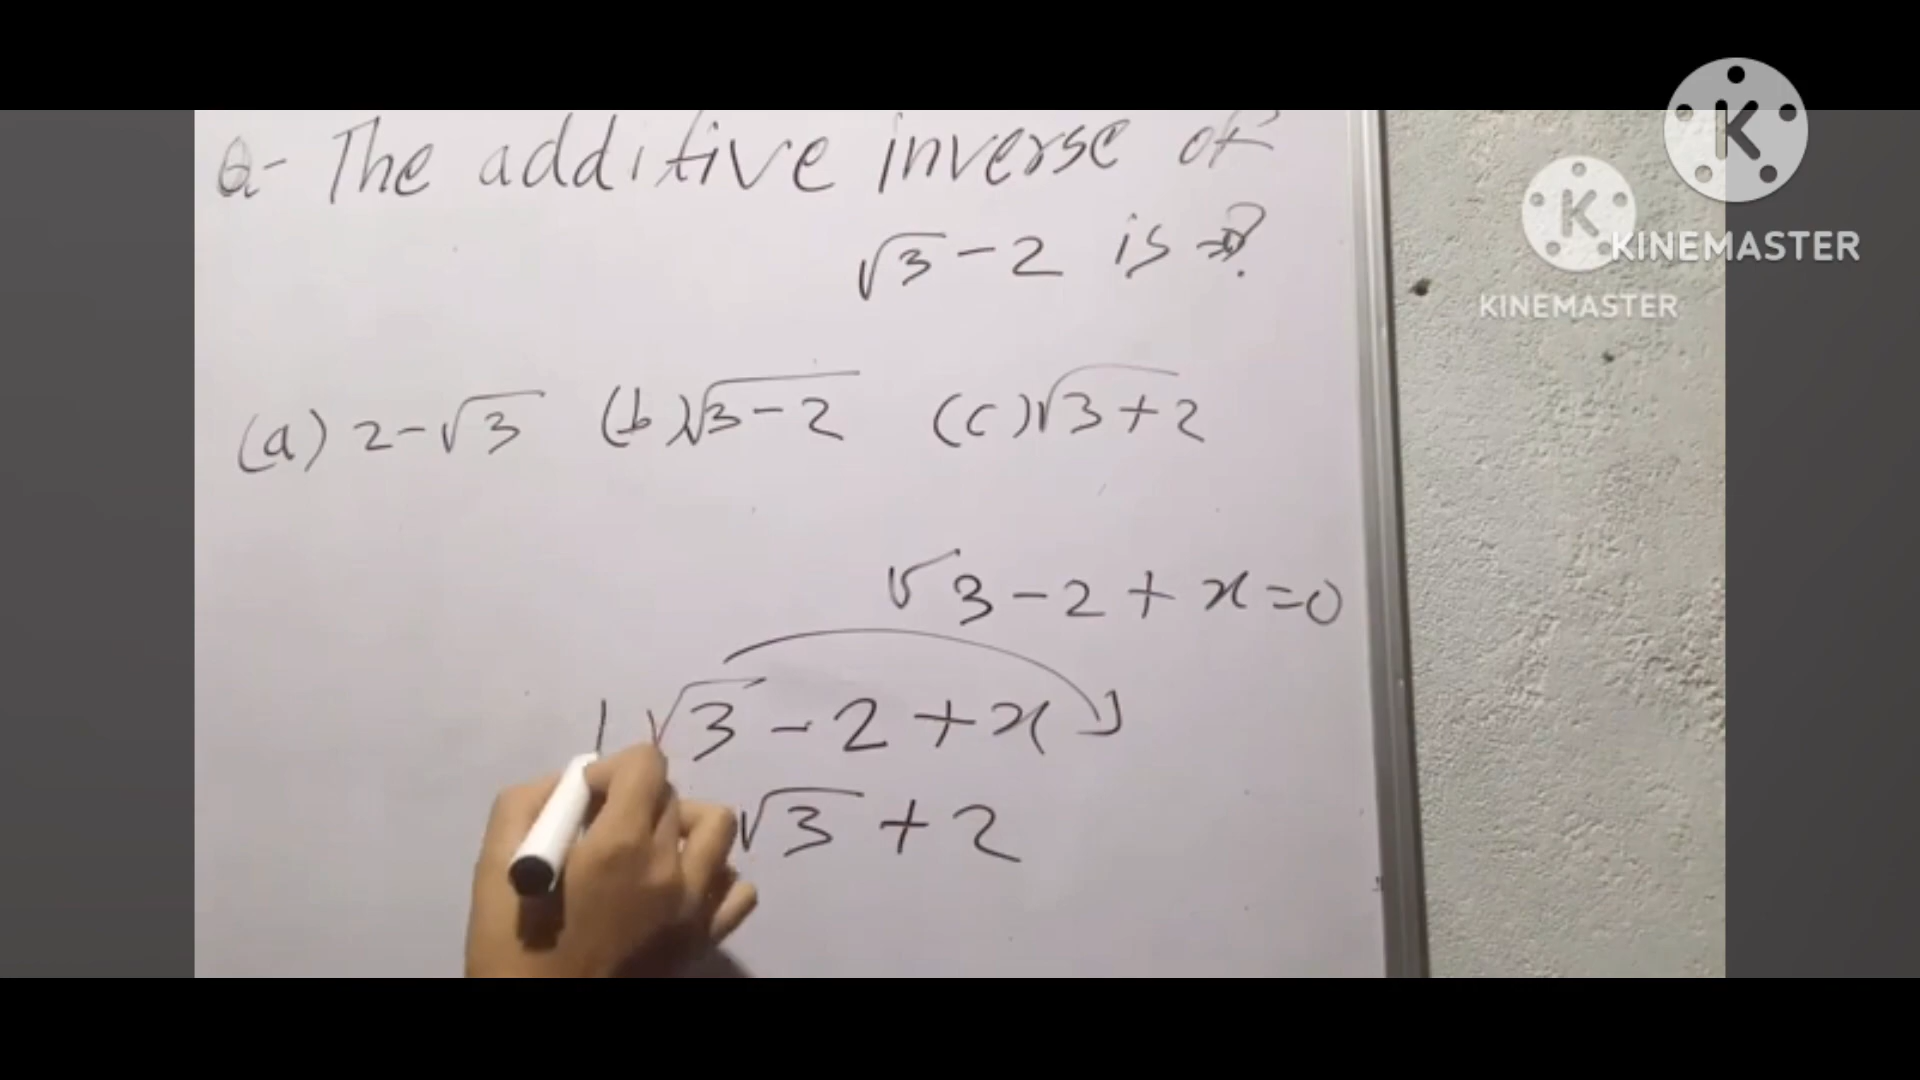 Q- The additive inverse of
√3 - 2 is ?
(a) 2-√3 (b) √3-2 (c) √3+2
√3 - 2 + x = 0
√3 - 2 + x
√3 + 2
K
KINEMASTER
K
KINEMASTER